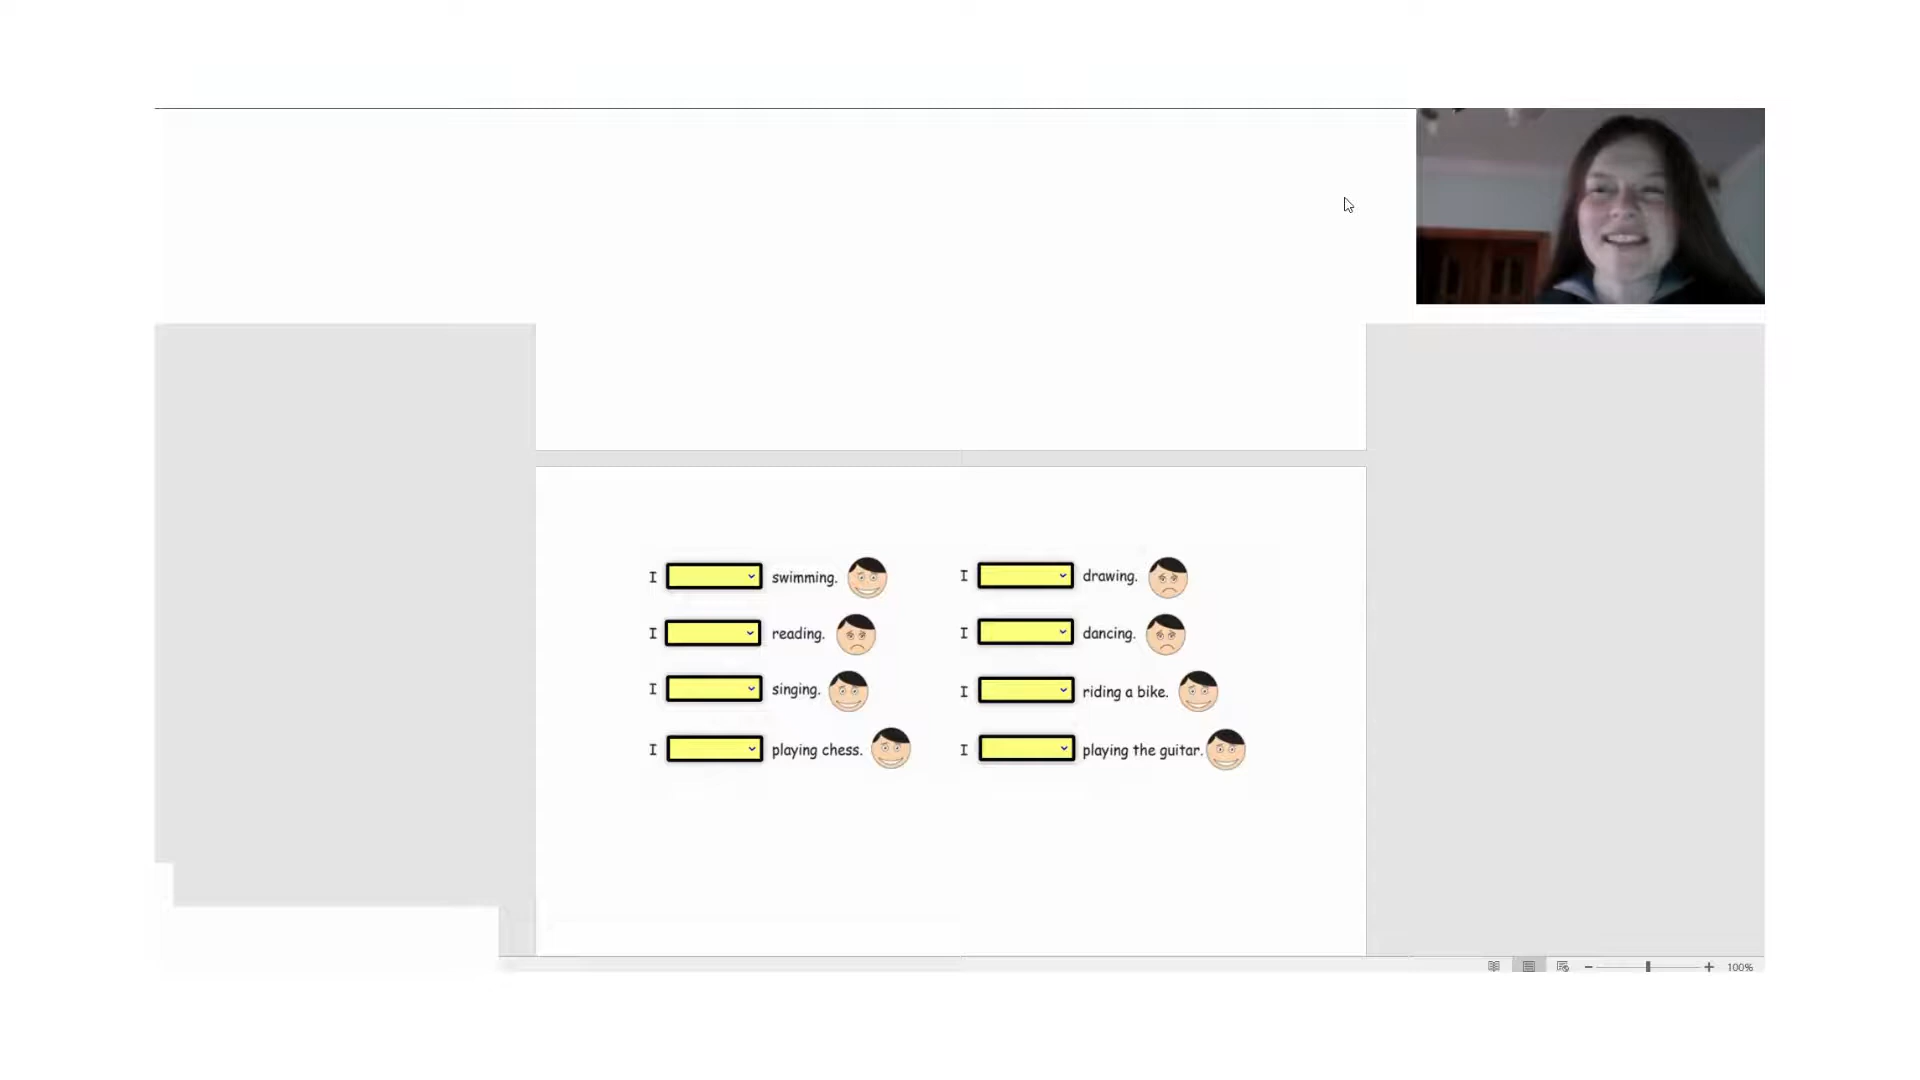 I swimming.
I reading.
I singing.
I playing chess.
I drawing.
I dancing.
I riding a bike.
I playing the guitar.
100%